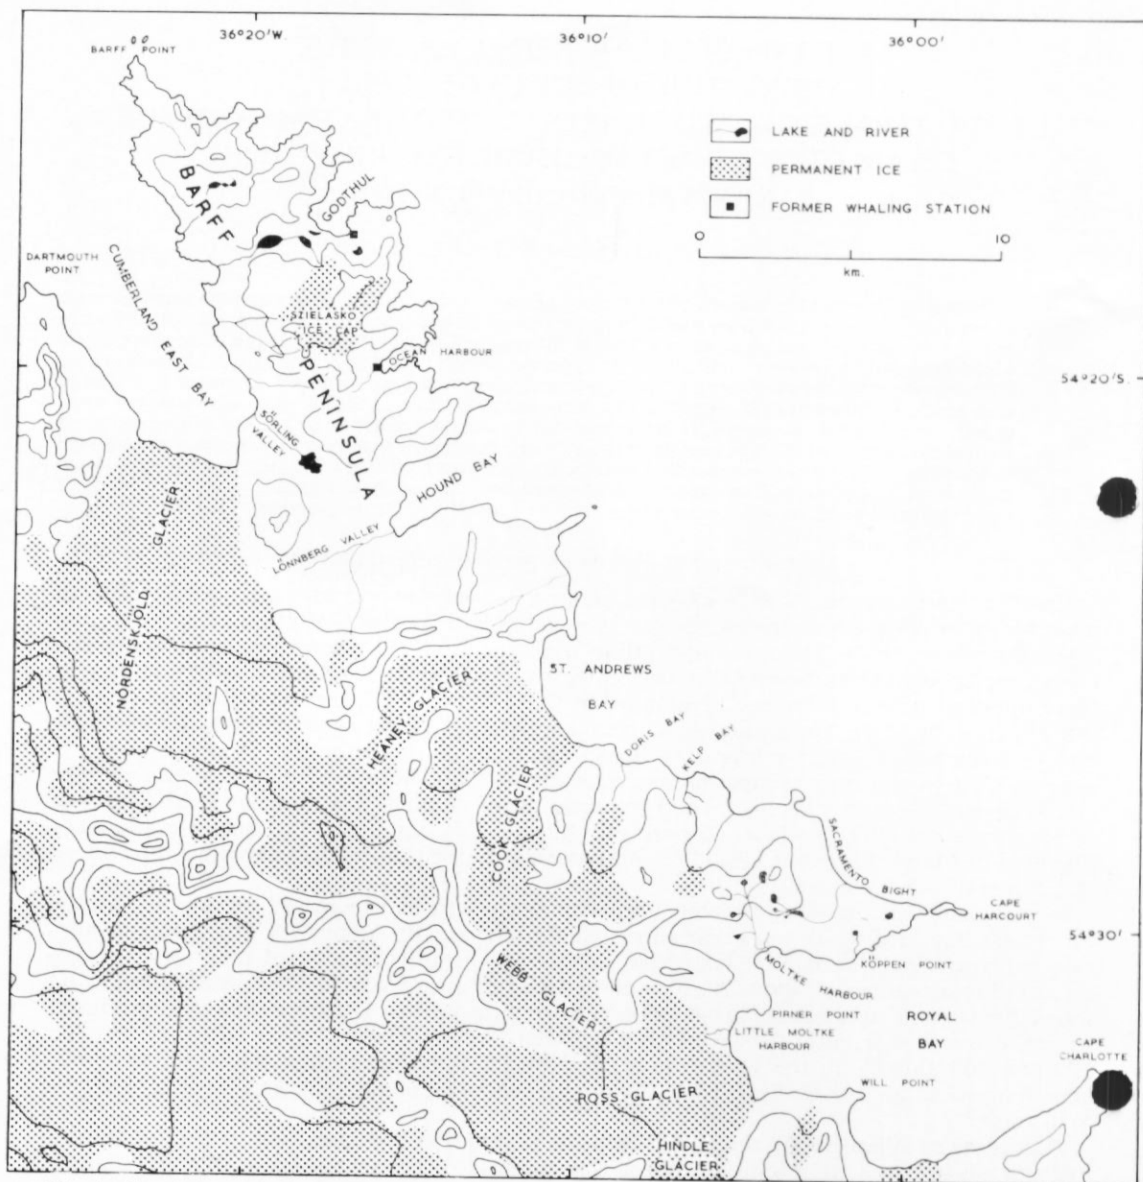 36°20'W.
36°10'
36°00'
BARFF POINT
LAKE AND RIVER
PERMANENT ICE
FORMER WHALING STATION
0 10
km.
BARFF
PENINSULA
GODTHUL
DARTMOUTH
POINT
CUMBERLAND EAST BAY
SZIELASKO
ICE CAP
OCEAN HARBOUR
54°20'S.
SÖRLING
VALLEY
HOUND BAY
LÖNNBERG VALLEY
NORDENSKJÖLD GLACIER
ST. ANDREWS
BAY
HEANEY GLACIER
DORIS BAY
KELP BAY
COOK GLACIER
SACRAMENTO BIGHT
CAPE
HARCOURT
54°30'
KÖPPEN POINT
MOLTKE HARBOUR
WEBB GLACIER
PIRNER POINT
ROYAL
BAY
LITTLE MOLTKE
HARBOUR
CAPE
CHARLOTTE
WILL POINT
ROSS GLACIER
HINDLE
GLACIER